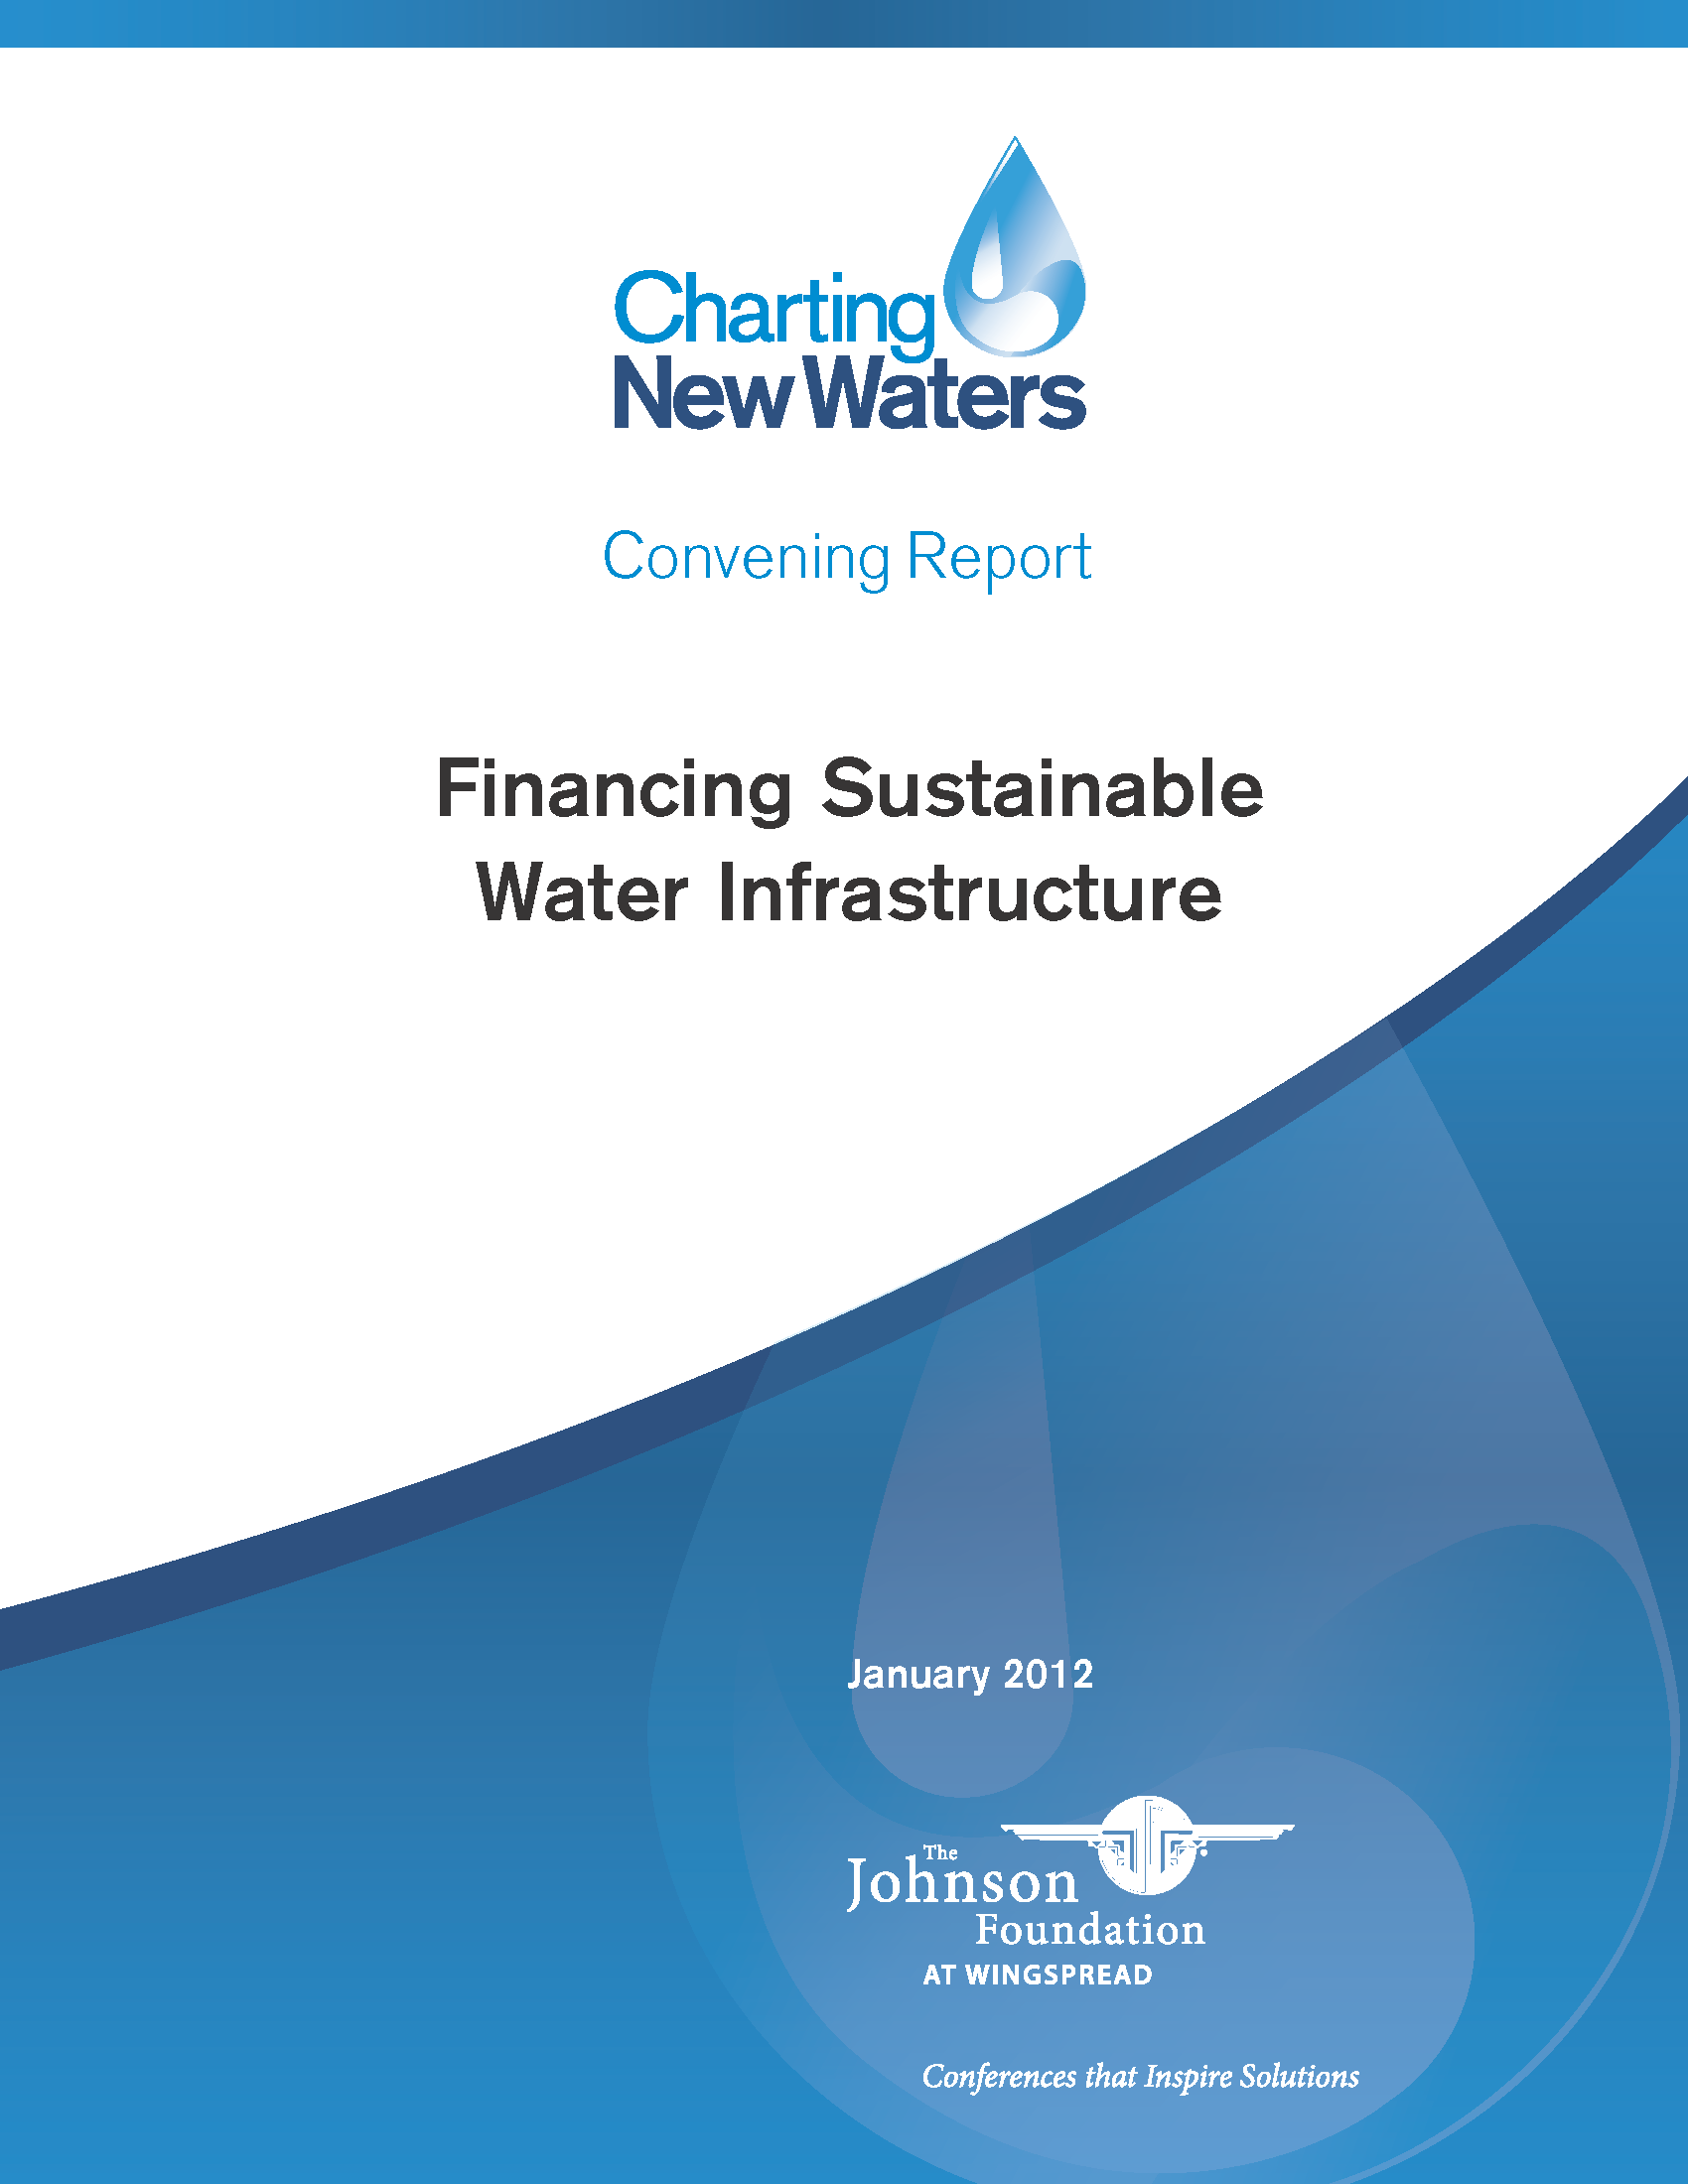 Charting
New Waters
Convening Report
Financing Sustainable
Water Infrastructure
January 2012
The
Johnson
Foundation
AT WINGSPREAD
Conferences that Inspire Solutions